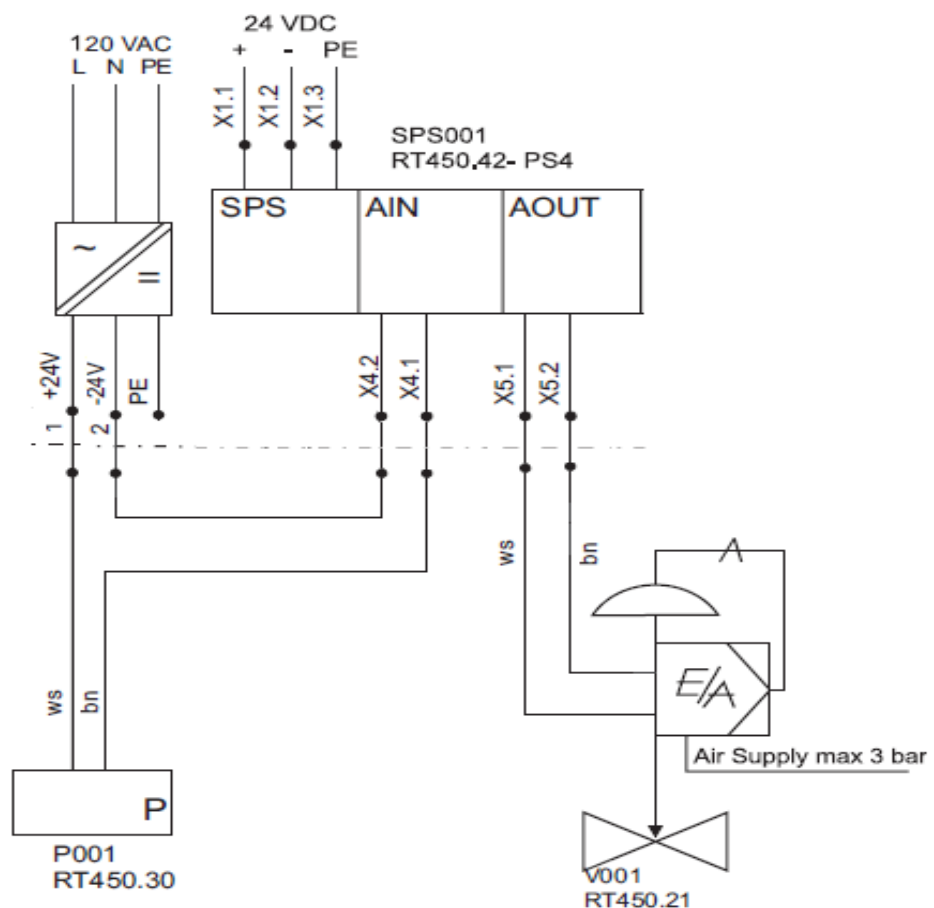 24 VDC
120 VAC
+ - PE
L N PE
X1.1
X1.2
X1.3
SPS001
RT450.42- PS4
SPS AIN AOUT
~
=
+24V
-24V
PE
X4.2
X4.1
X5.1
X5.2
1
2
ws
bn
A
E/A
ws
bn
Air Supply max 3 bar
P
P001
RT450.30
V001
RT450.21